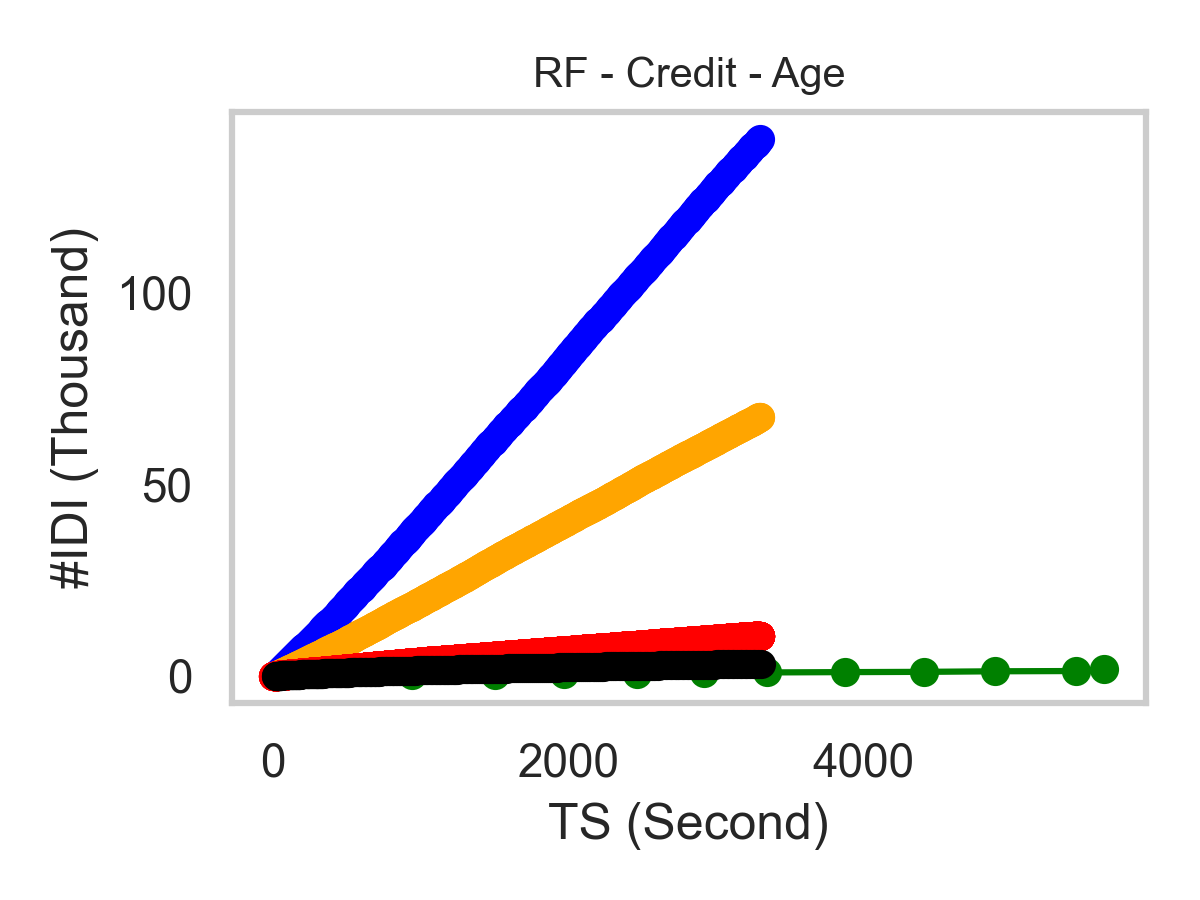 RF - Credit - Age
#IDI (Thousand)
100
50
0
0 2000 4000
TS (Second)